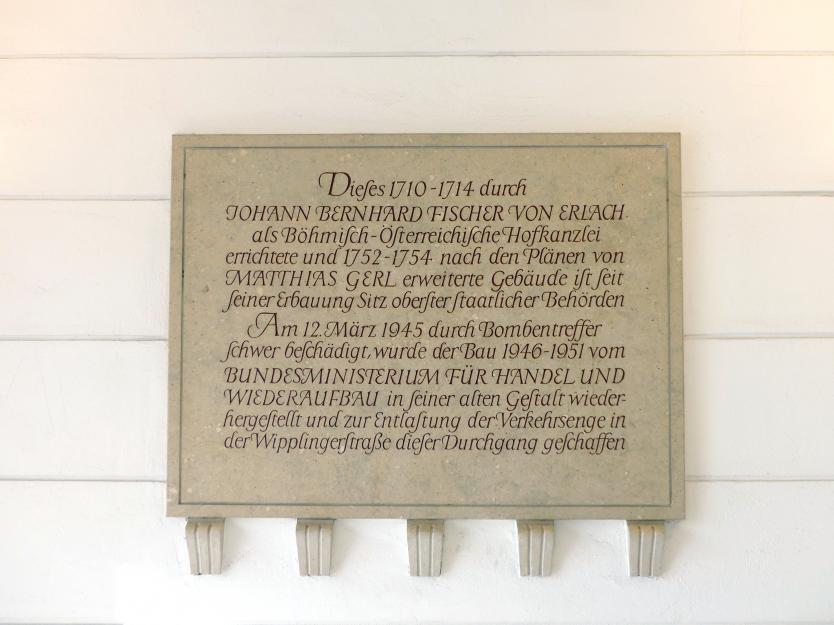 Dieſes 1710-1714 durch
JOHANN BERNHARD FISCHER VON ERLACH
als Böhmiſch-Öſterreichiſche Hofkanzlei
errichtete und 1752-1754 nach den Plänen von
MATTHIAS GERL erweiterte Gebäude iſt ſeit
ſeiner Erbauung Sitz oberſter ſtaatlicher Behörden
Am 12. März 1945 durch Bombentreffer
ſchwer beſchädigt, wurde der Bau 1946-1951 vom
BUNDESMINISTERIUM FÜR HANDEL UND
WIEDERAUFBAU in ſeiner alten Geſtalt wieder-
hergeſtellt und zur Entlaſtung der Verkehrsenge in
der Wipplingerſtraße dieſer Durchgang geſchaffen